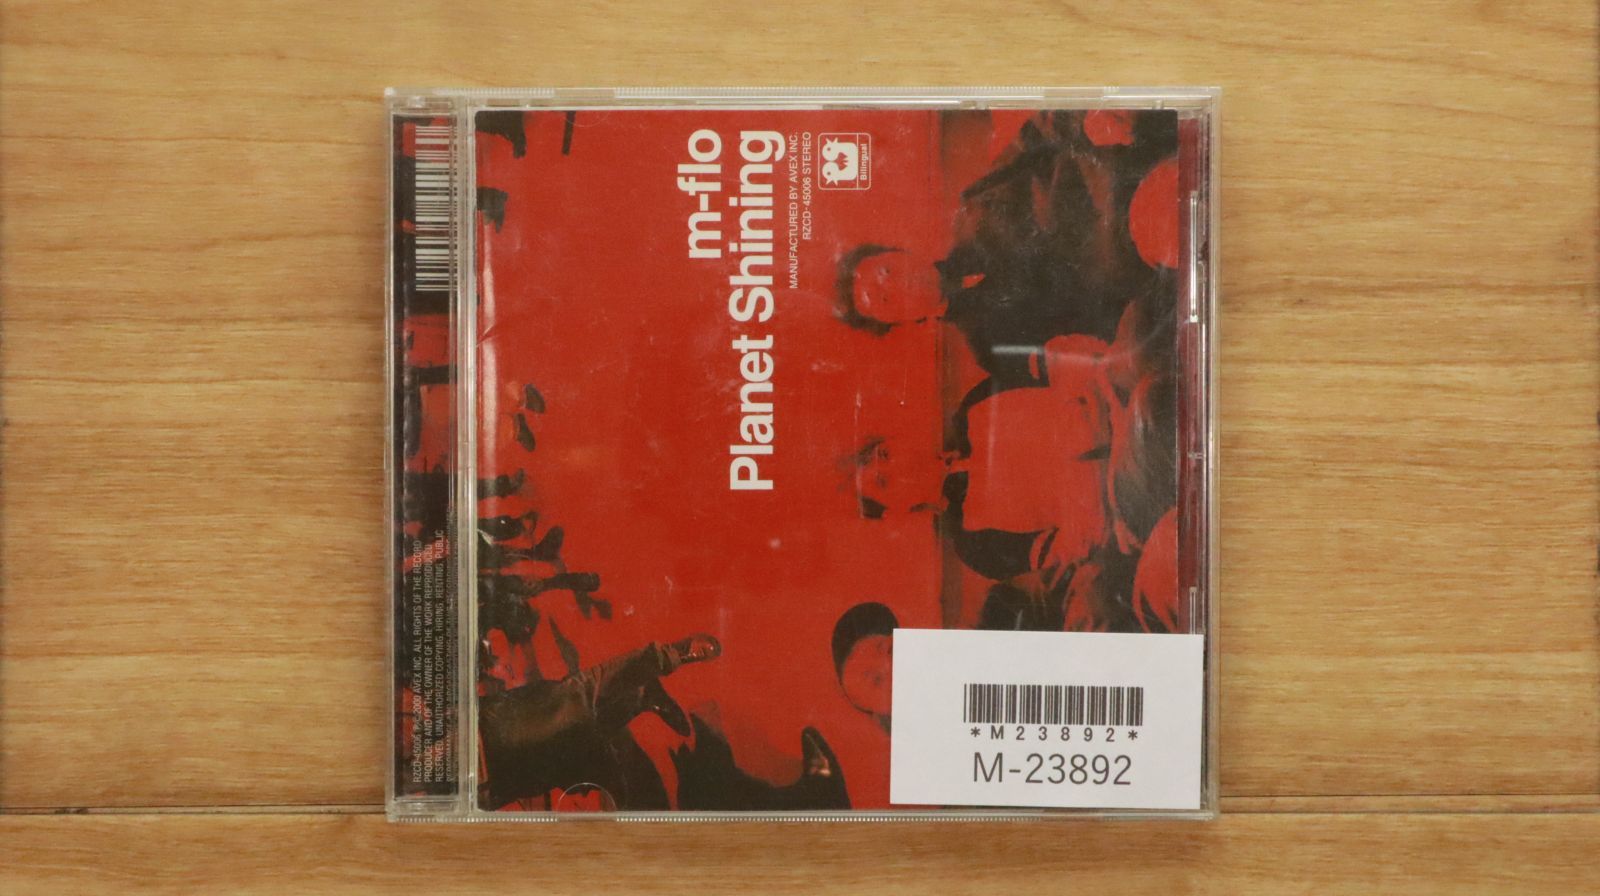 m-flo
Planet Shining
MANUFACTURED BY AVEX INC.
RZCD-45006 STEREO
Bilingual
RZCD-45006 ℗© 2000 AVEX INC. ALL RIGHTS OF THE RECORD
PRODUCER AND OF THE OWNER OF THE WORK REPRODUCED
RESERVED. UNAUTHORIZED COPYING, HIRING, RENTING, PUBLIC
*M23892*
M-23892